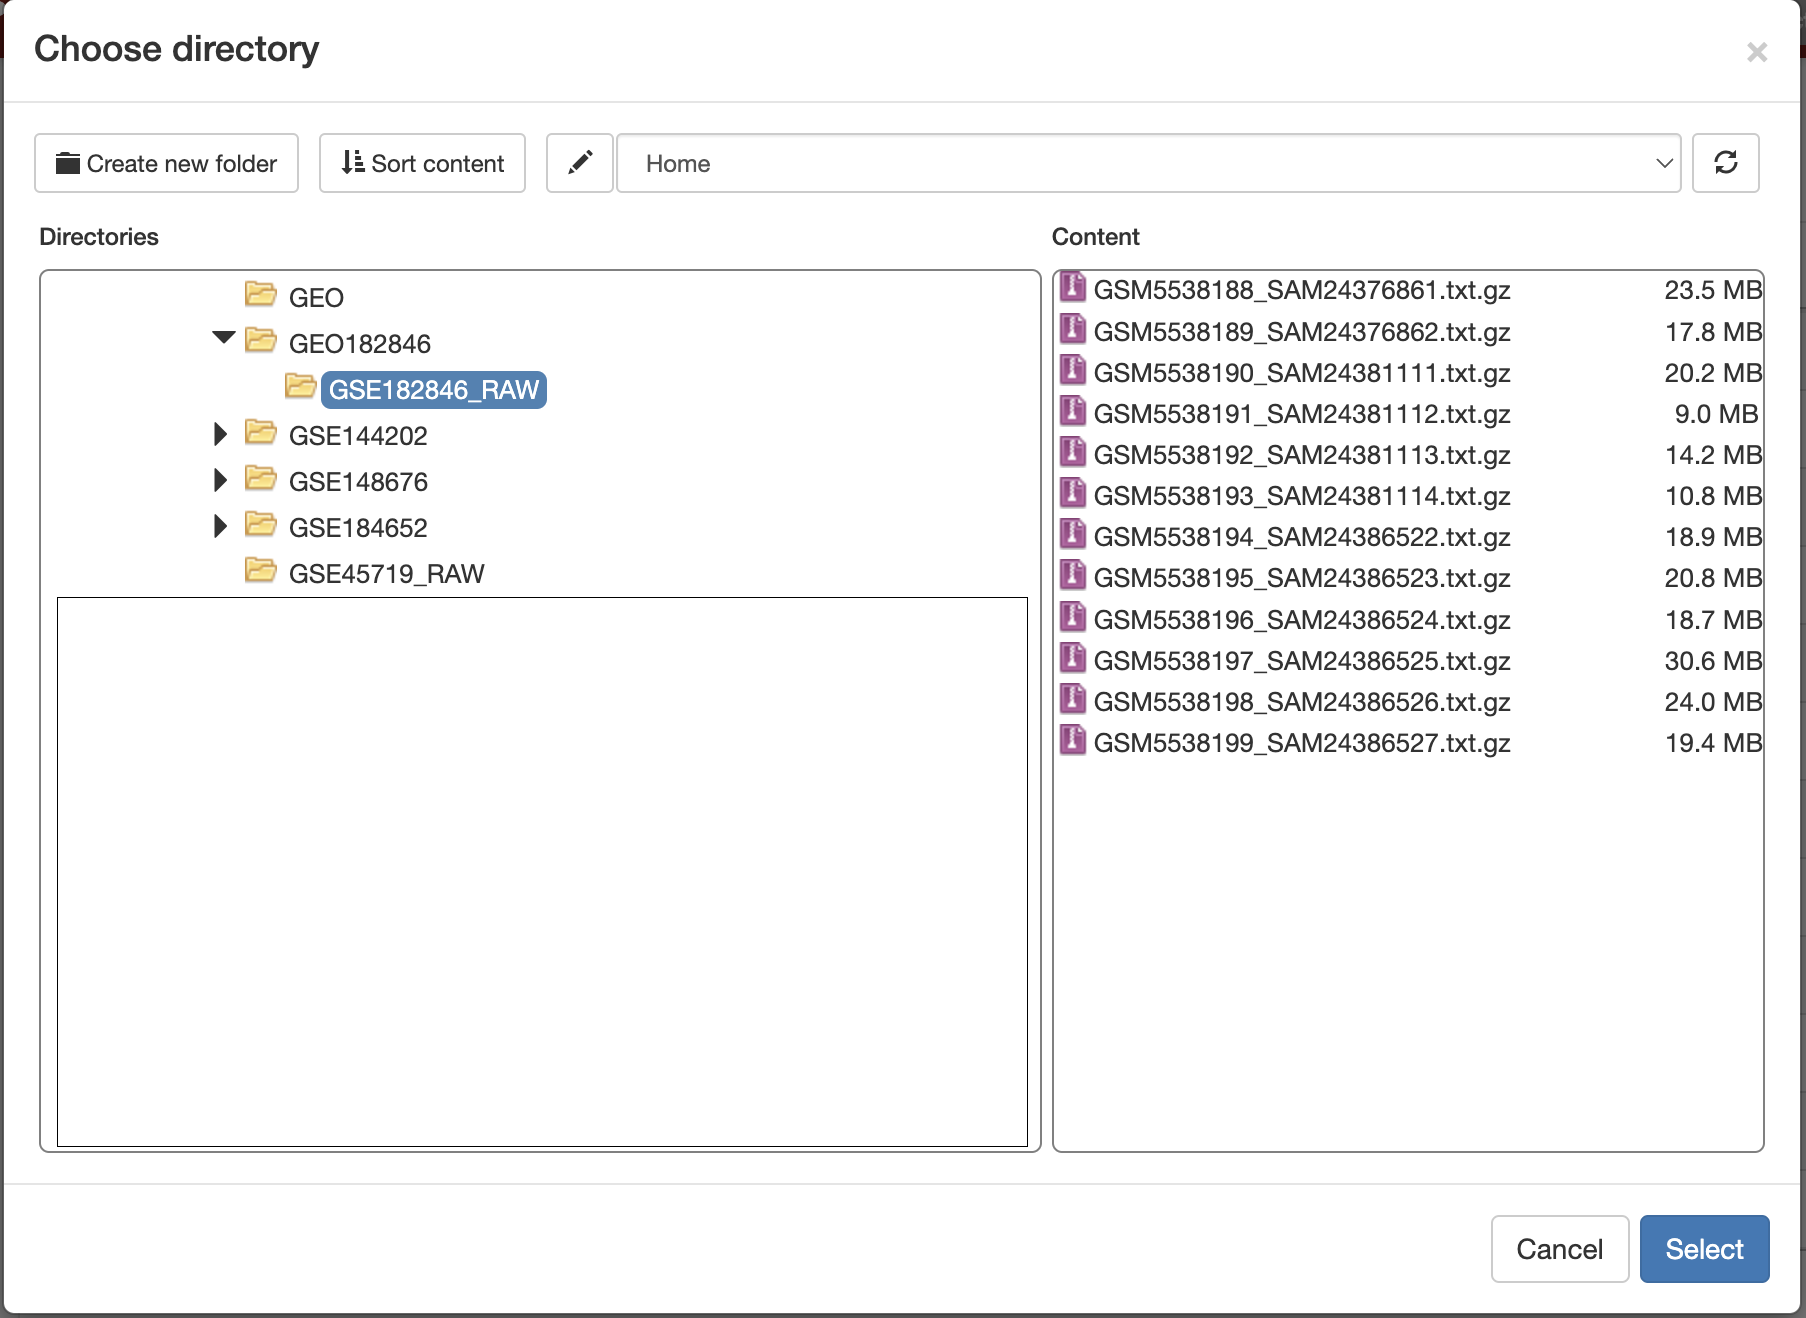 Choose directory
×
Create new folder
Sort content
Home
Directories
Content
GEO
GEO182846
GSE182846_RAW
GSE144202
GSE148676
GSE184652
GSE45719_RAW
GSM5538188_SAM24376861.txt.gz 23.5 MB
GSM5538189_SAM24376862.txt.gz 17.8 MB
GSM5538190_SAM24381111.txt.gz 20.2 MB
GSM5538191_SAM24381112.txt.gz 9.0 MB
GSM5538192_SAM24381113.txt.gz 14.2 MB
GSM5538193_SAM24381114.txt.gz 10.8 MB
GSM5538194_SAM24386522.txt.gz 18.9 MB
GSM5538195_SAM24386523.txt.gz 20.8 MB
GSM5538196_SAM24386524.txt.gz 18.7 MB
GSM5538197_SAM24386525.txt.gz 30.6 MB
GSM5538198_SAM24386526.txt.gz 24.0 MB
GSM5538199_SAM24386527.txt.gz 19.4 MB
Cancel
Select